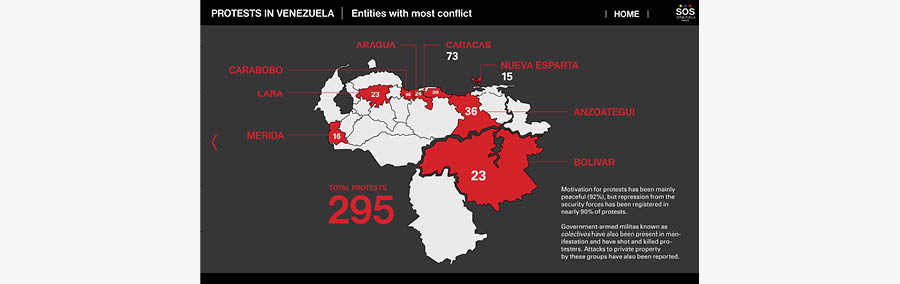 PROTESTS IN VENEZUELA | Entities with most conflict
| HOME |
SOS
VENEZUELA
ARAGUA
CARACAS
73
CARABOBO
NUEVA ESPARTA
15
LARA
23
24
36
ANZOATEGUI
MERIDA
16
BOLIVAR
23
TOTAL PROTESTS
295
Motivation for protests has been mainly
peaceful (92%), but repression from the
security forces has been registered in
nearly 90% of protests.
Government-armed militas known as
colectivos have also been present in man-
ifestation and have shot and killed pro-
testers. Attacks to private property
by these groups have also been reported.